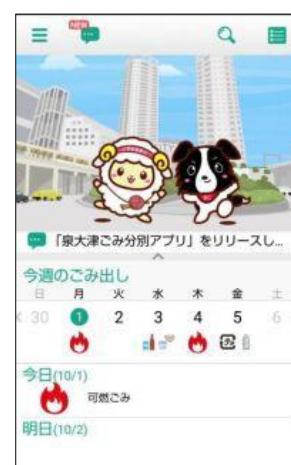 NEW
「泉大津ごみ分別アプリ」をリリースし...
今週のごみ出し
日 月 火 水 木 金 土
30 1 2 3 4 5 6
今日(10/1)
可燃ごみ
明日(10/2)